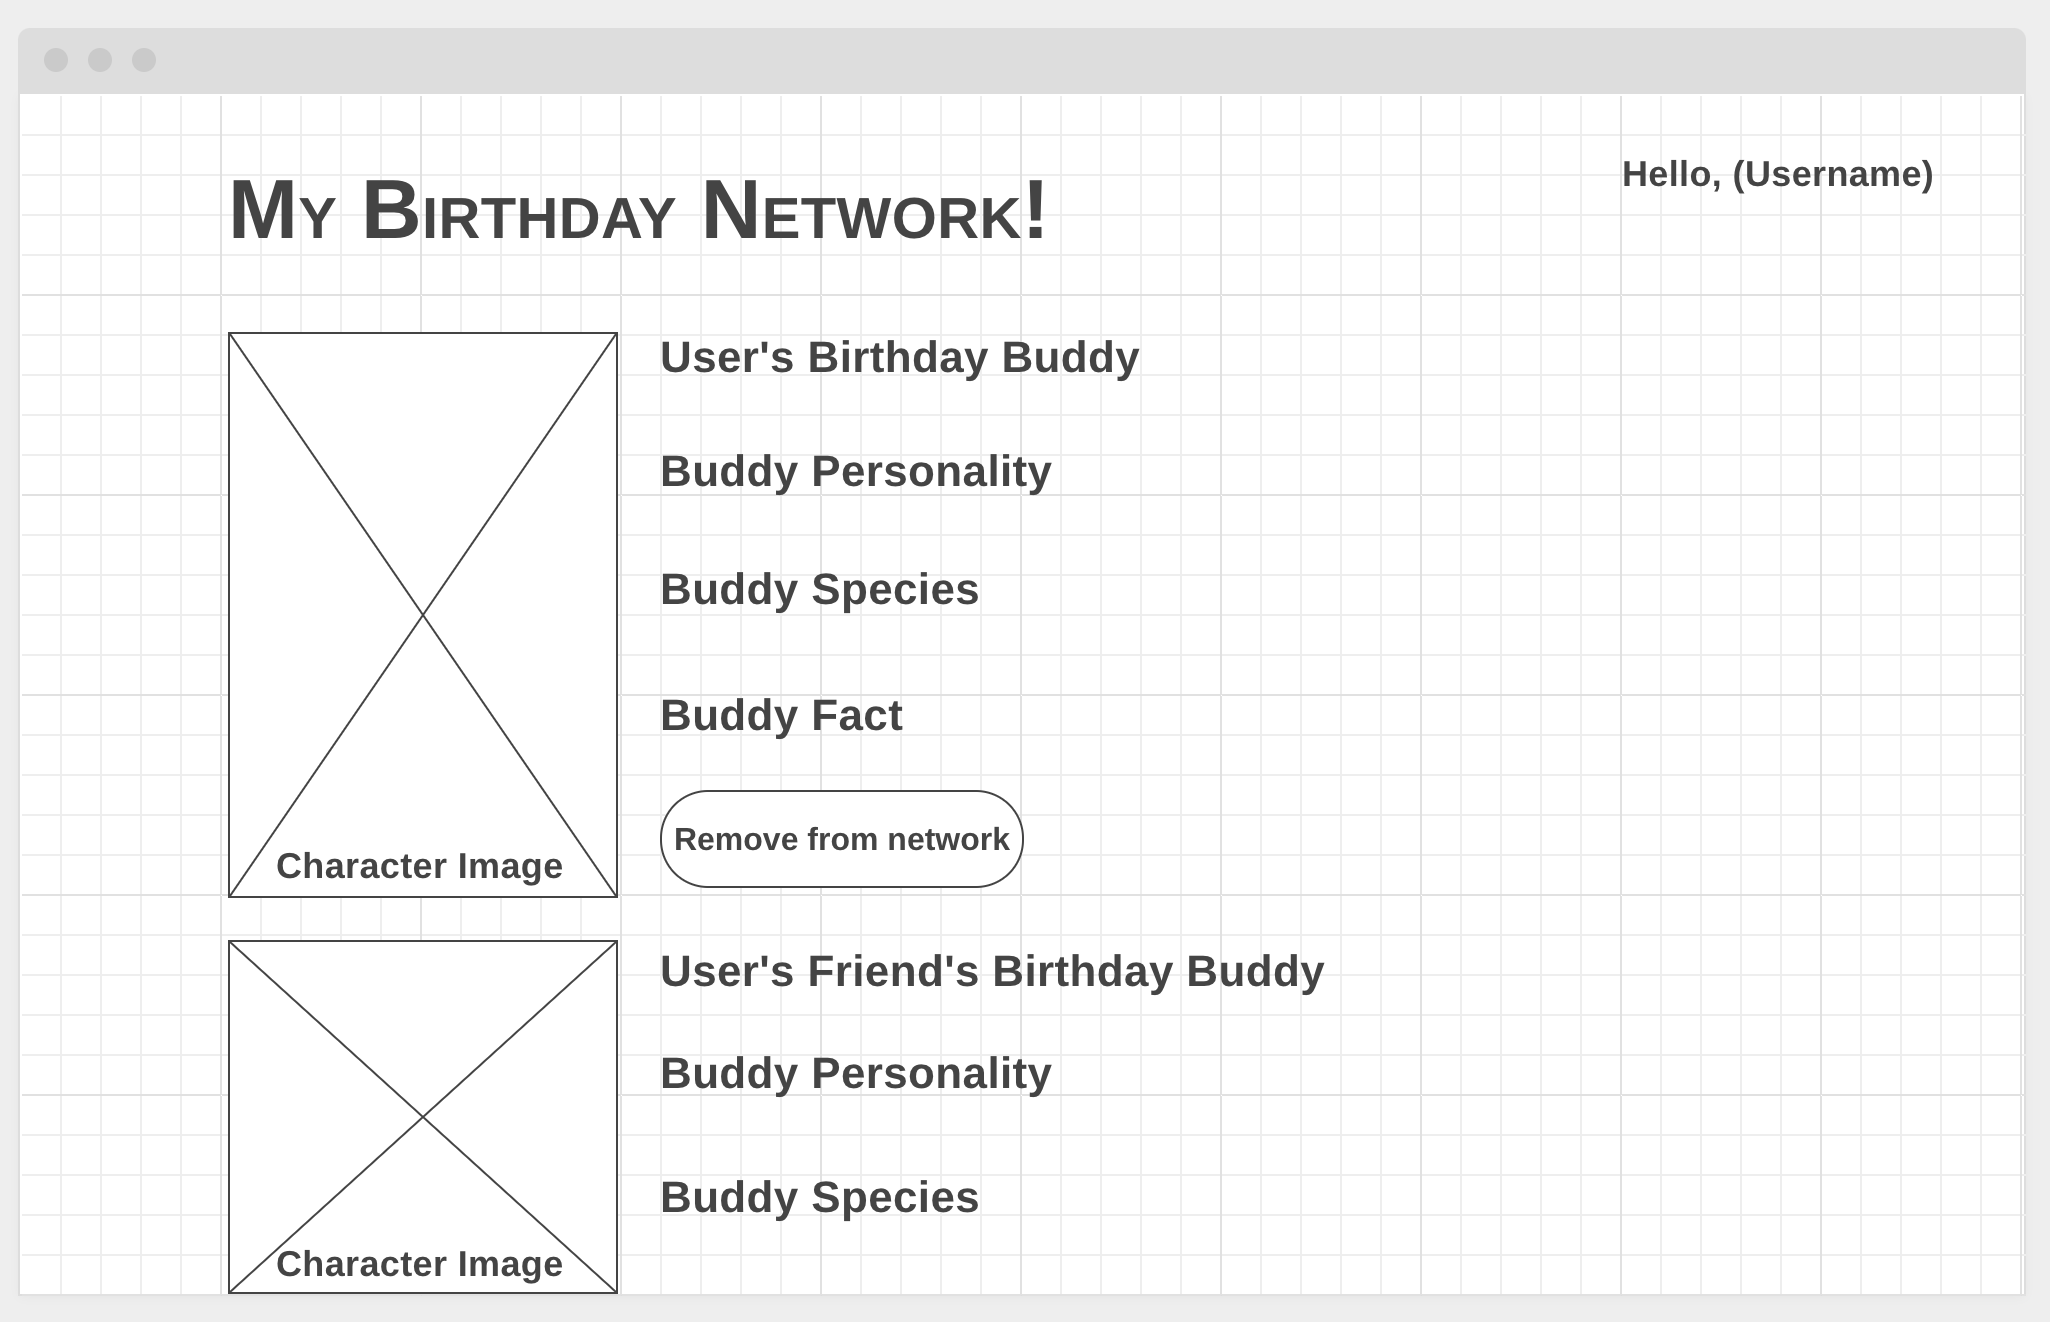 My Birthday Network!
Hello, (Username)
User's Birthday Buddy
Buddy Personality
Buddy Species
Buddy Fact
Remove from network
Character Image
User's Friend's Birthday Buddy
Buddy Personality
Buddy Species
Character Image